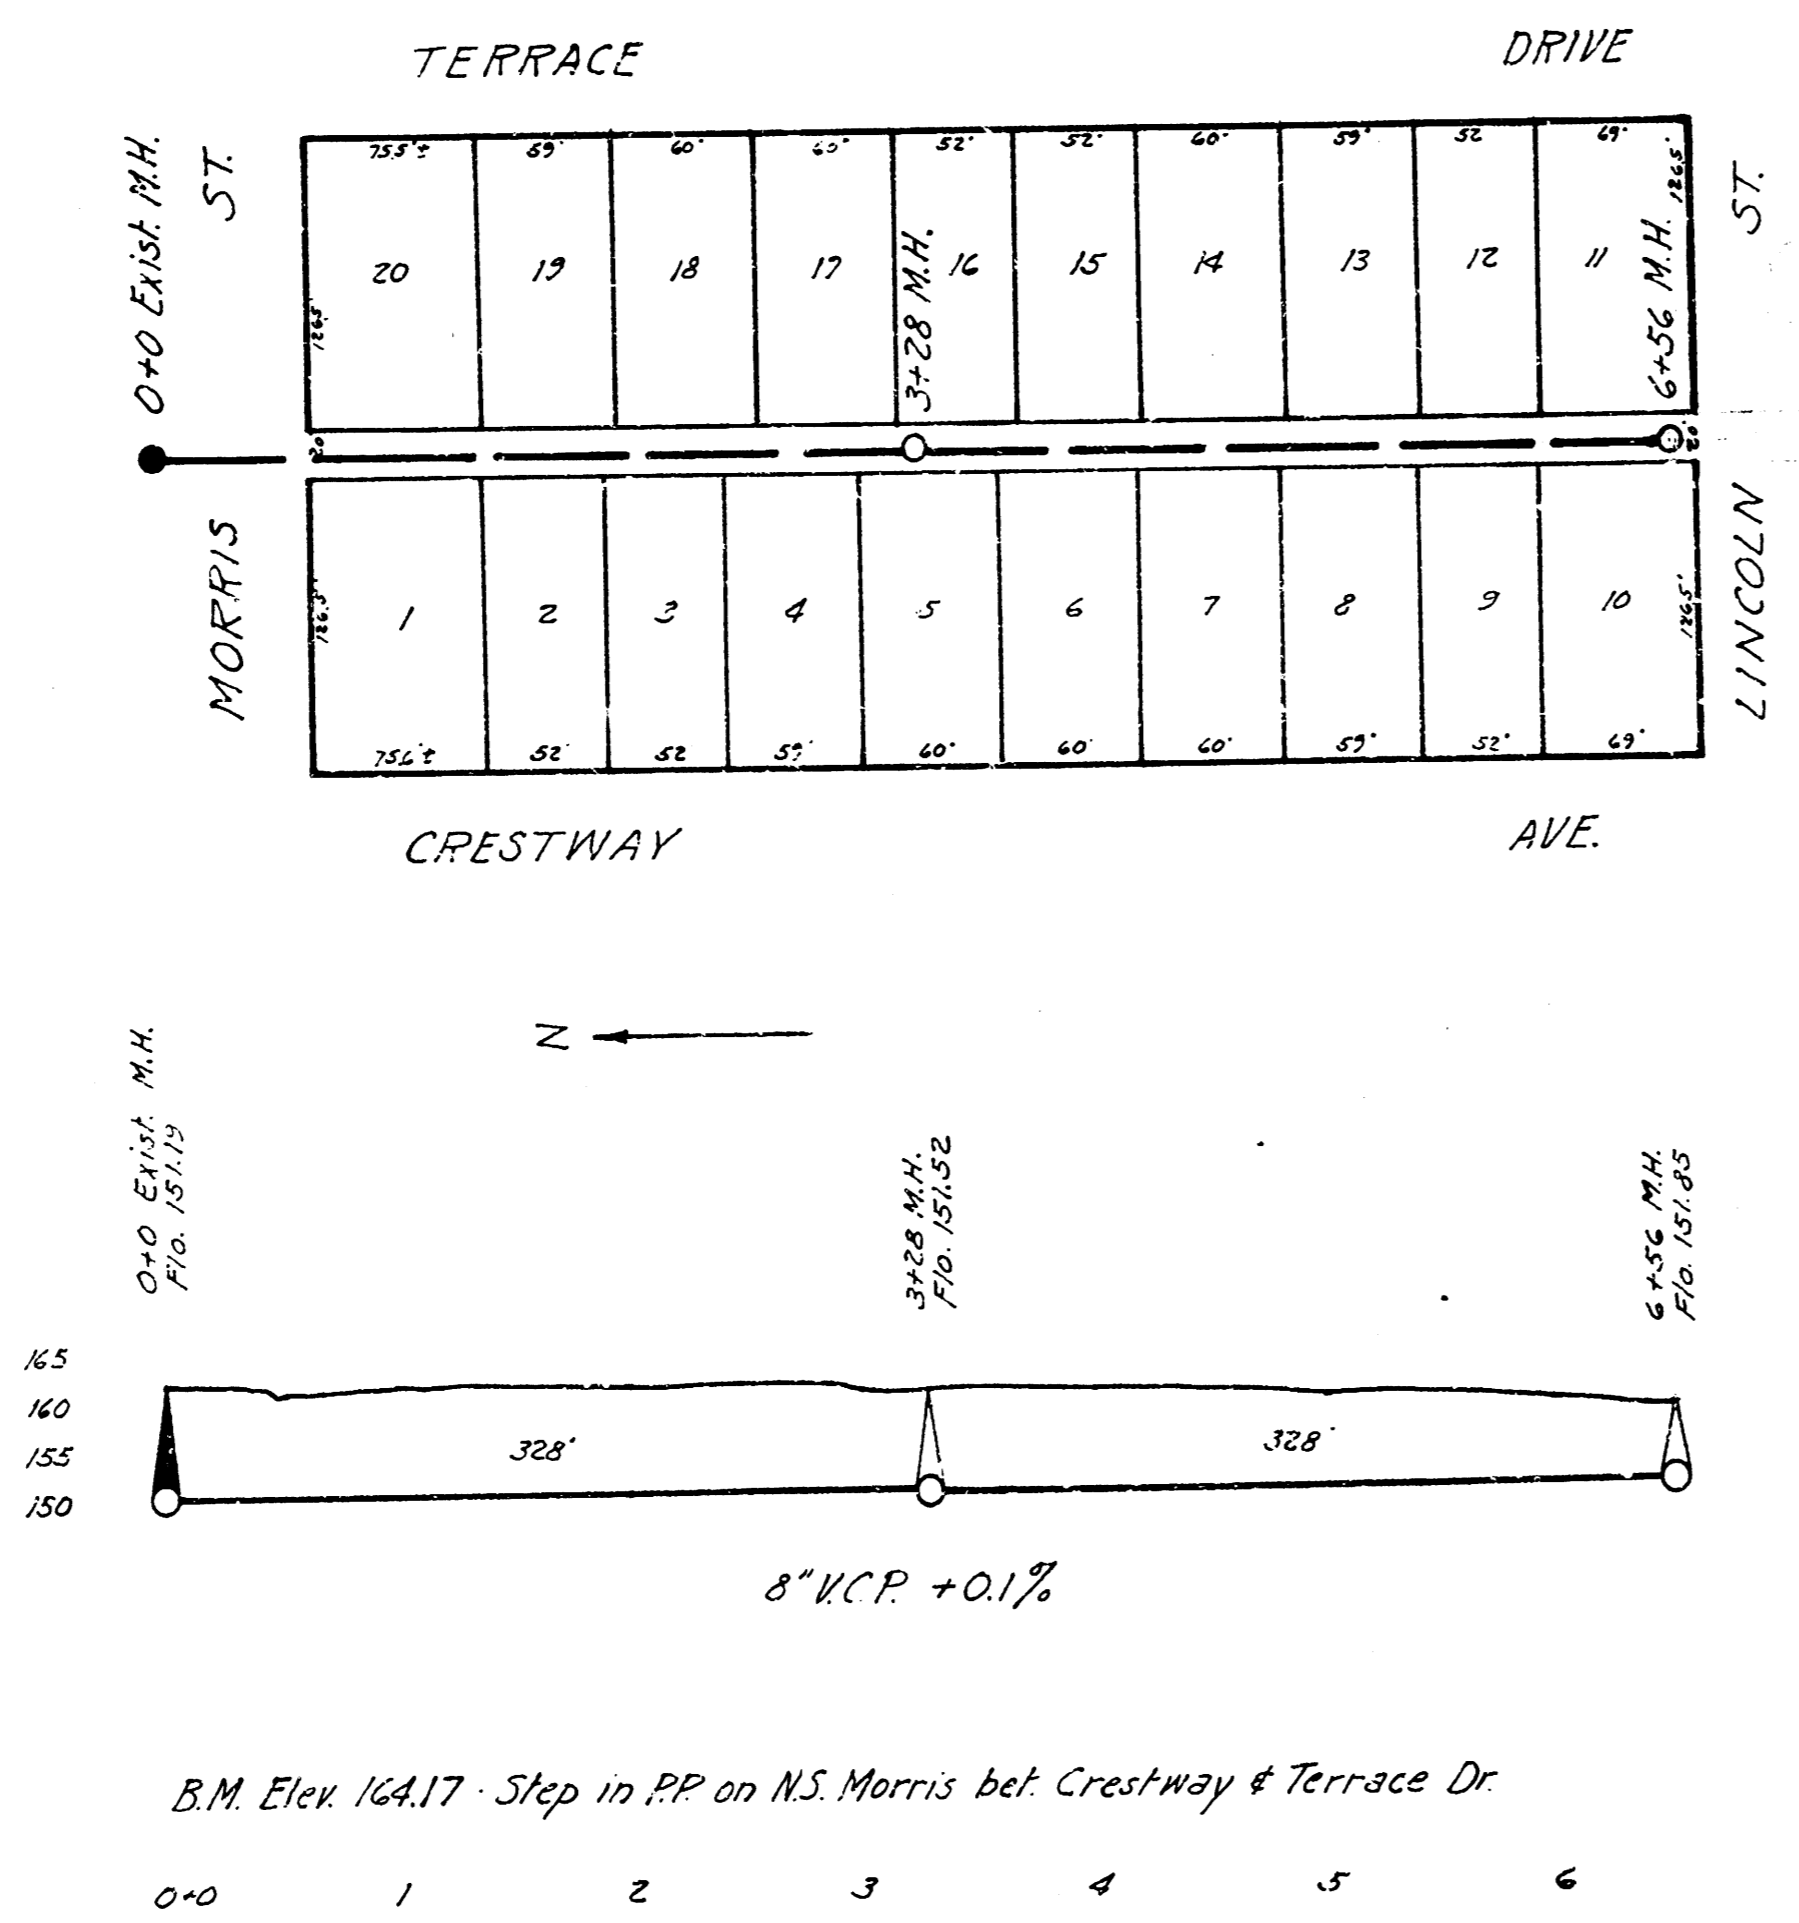 TERRACE DRIVE
0+0 Exist. M.H.
ST.
75.5'± 59' 60' 60' 52' 52' 60' 59' 52 69'
126.5'
ST.
20 19 18 17 16 15 14 13 12 11
3+28 M.H.
6+56 M.H.
126.5'
20 20'
MORRIS
LINCOLN
126.5'
1 2 3 4 5 6 7 8 9 10
126.5'
75.6'± 52' 52 59' 60' 60' 60' 59' 52' 69'
CRESTWAY AVE.
N
0+0 Exist. M.H.
Flo. 151.19
3+28 M.H.
Flo. 151.52
6+56 M.H.
Flo. 151.85
165
160
155
150
328'
328'
8" V.C.P. +0.1%
B.M. Elev. 164.17 · Step in P.P. on N.S. Morris bet. Crestway & Terrace Dr.
0+0 1 2 3 4 5 6